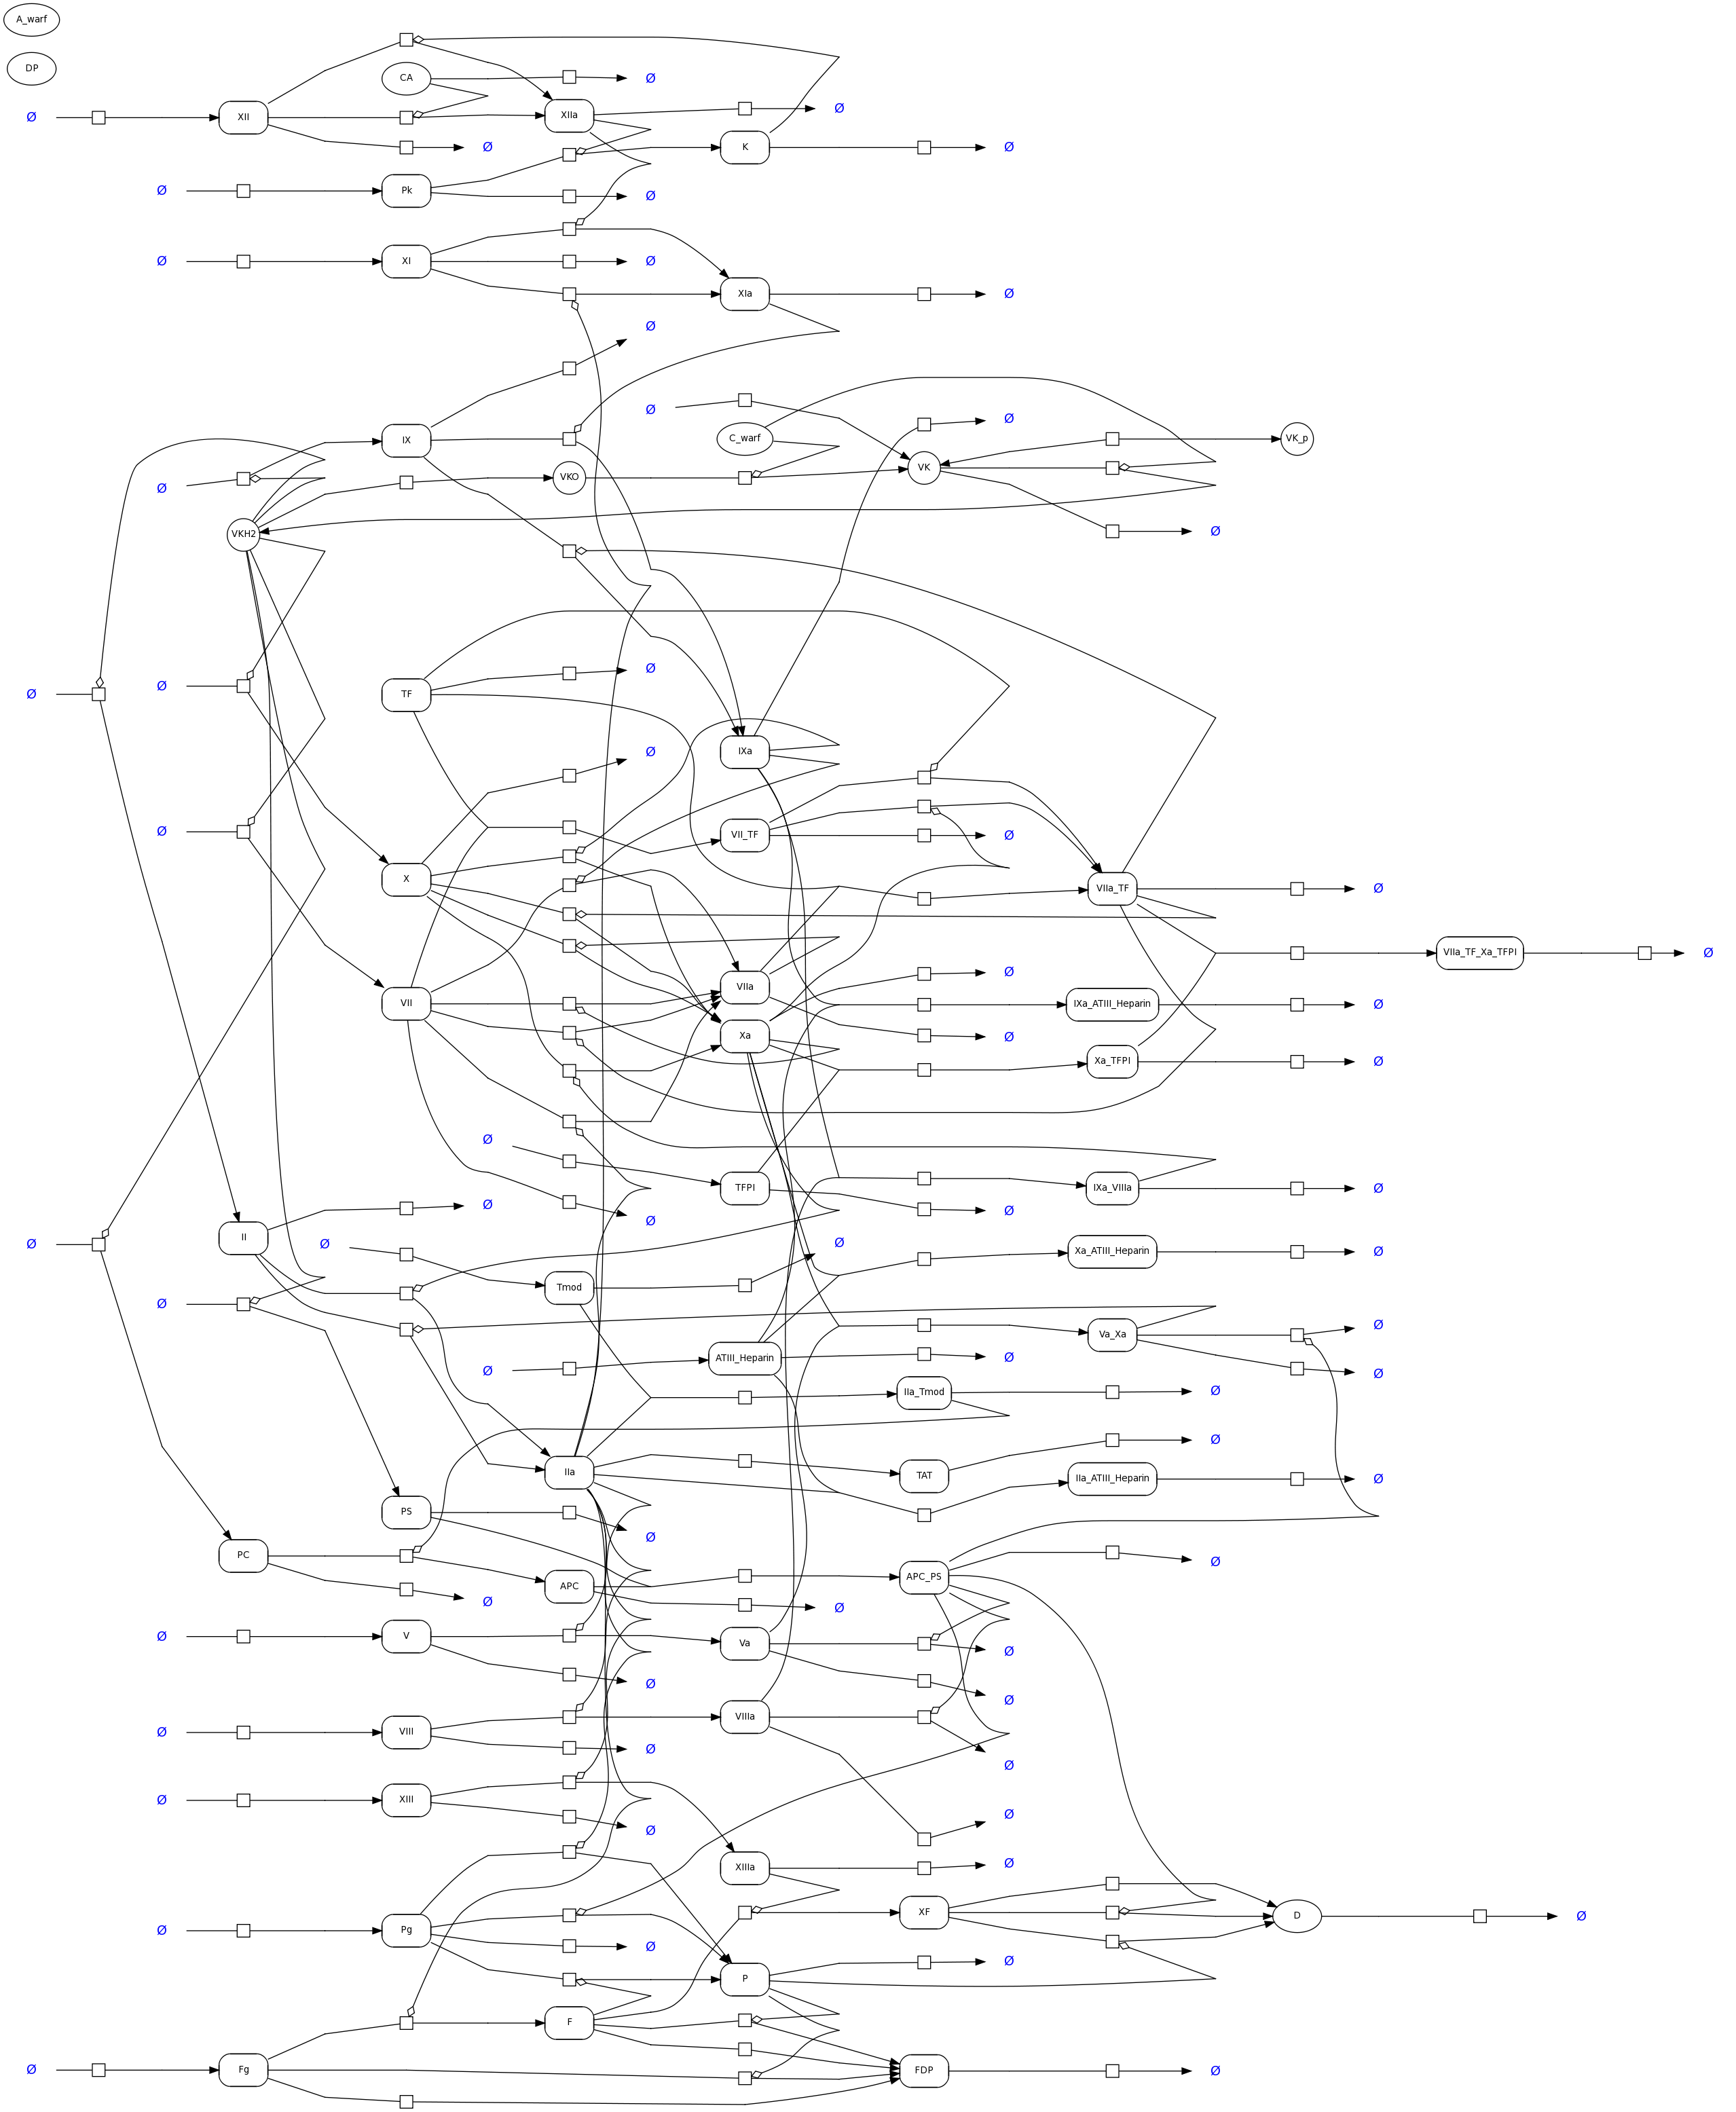 A_warf
DP
CA
Ø
Ø
XII
XIIa
Ø
Ø
K
Ø
Ø
Pk
Ø
Ø
XI
Ø
XIa
Ø
Ø
Ø
Ø
IX
C_warf
VK_p
VK
VKO
Ø
Ø
VKH2
Ø
Ø
Ø
TF
Ø
IXa
Ø
Ø
VII_TF
Ø
X
VIIa_TF
Ø
VIIa_TF_Xa_TFPI
Ø
Ø
VIIa
VII
IXa_ATIII_Heparin
Ø
Xa
Ø
Xa_TFPI
Ø
Ø
TFPI
IXa_VIIIa
Ø
Ø
Ø
Ø
II
Ø
Ø
Ø
Xa_ATIII_Heparin
Ø
Tmod
Ø
Ø
Va_Xa
ATIII_Heparin
Ø
Ø
Ø
IIa_Tmod
Ø
TAT
Ø
IIa
IIa_ATIII_Heparin
Ø
PS
Ø
PC
Ø
APC_PS
APC
Ø
Ø
Ø
V
Va
Ø
Ø
Ø
VIIIa
Ø
VIII
Ø
Ø
Ø
XIII
Ø
Ø
XIIIa
Ø
XF
D
Ø
Ø
Pg
Ø
Ø
P
F
Ø
Fg
FDP
Ø